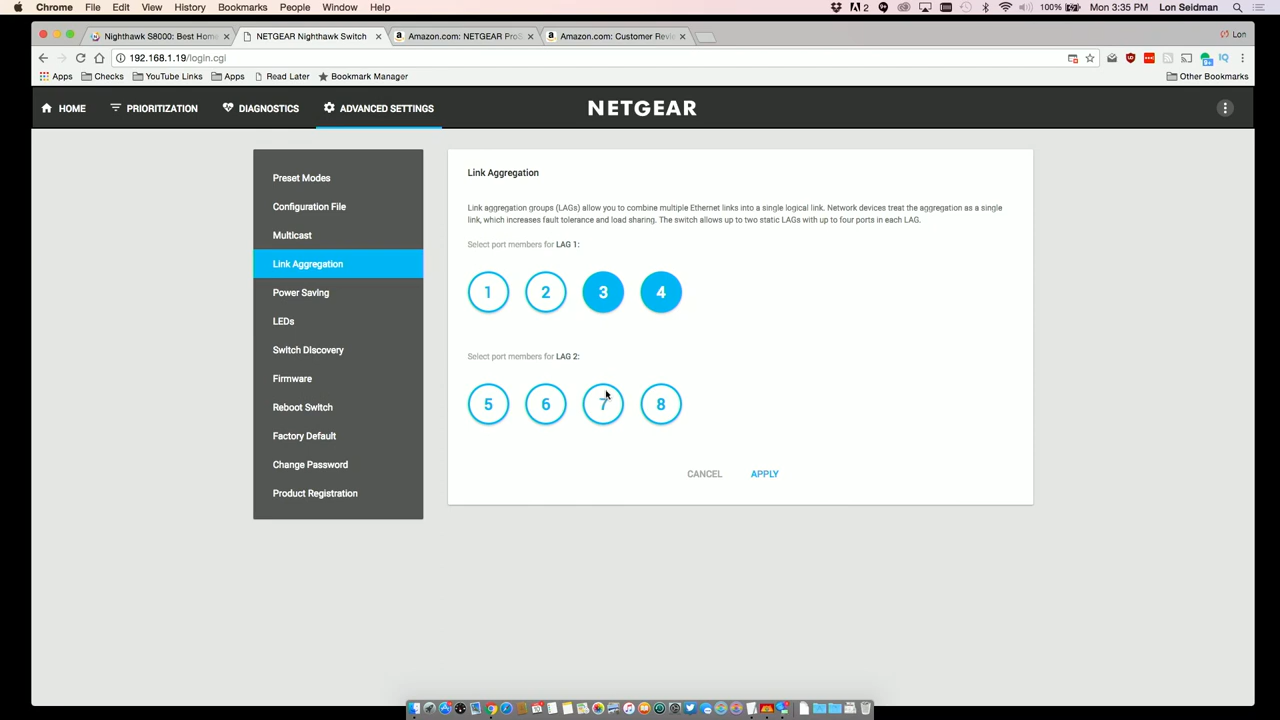 Chrome File Edit View History Bookmarks People Window Help
2 100% Mon 3:35 PM Lon Seidman
Nighthawk S8000: Best Hom
NETGEAR Nighthawk Switch
Amazon.com: NETGEAR ProS
Amazon.com: Customer Revie
Lon
192.168.1.19/login.cgi
Apps Checks YouTube Links Apps Read Later Bookmark Manager Other Bookmarks
HOME PRIORITIZATION DIAGNOSTICS ADVANCED SETTINGS NETGEAR
Preset Modes
Configuration File
Multicast
Link Aggregation
Power Saving
LEDs
Switch Discovery
Firmware
Reboot Switch
Factory Default
Change Password
Product Registration
Link Aggregation
Link aggregation groups (LAGs) allow you to combine multiple Ethernet links into a single logical link. Network devices treat the aggregation as a single
link, which increases fault tolerance and load sharing. The switch allows up to two static LAGs with up to four ports in each LAG.
Select port members for LAG 1:
1 2 3 4
Select port members for LAG 2:
5 6 7 8
CANCEL APPLY